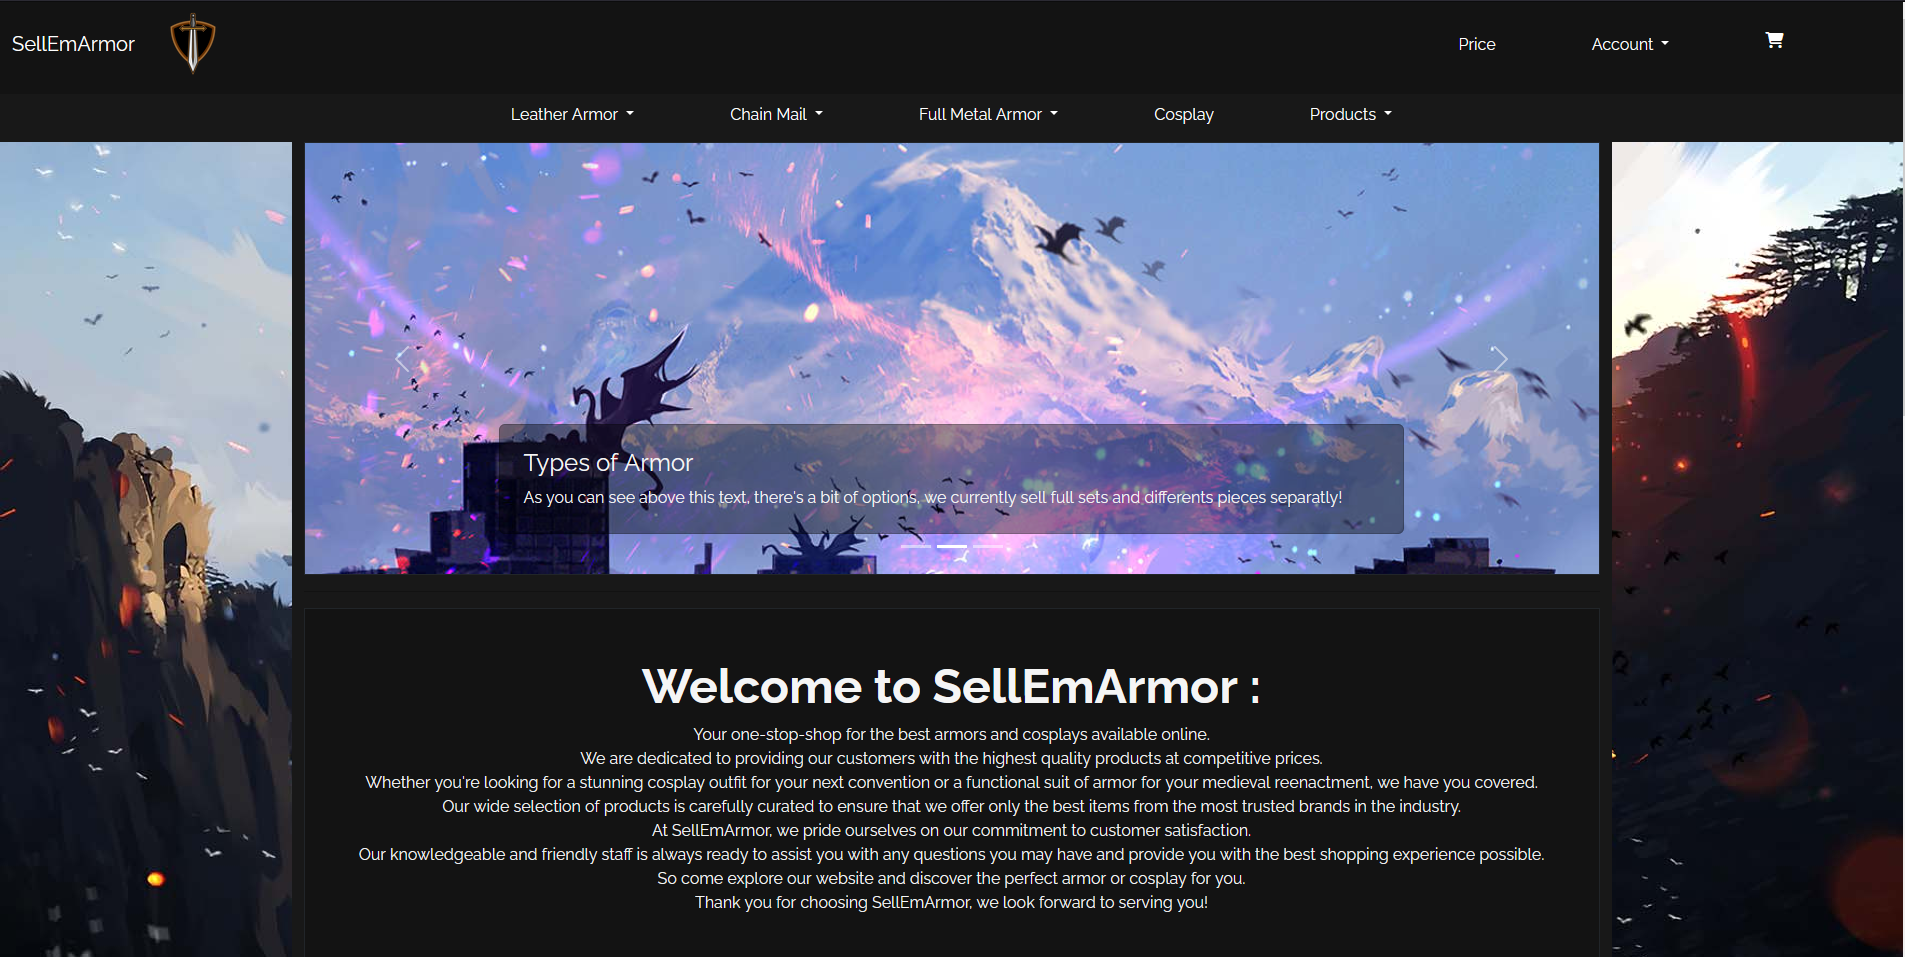 SellEmArmor
Price
Account
Leather Armor
Chain Mail
Full Metal Armor
Cosplay
Products
Types of Armor
As you can see above this text, there's a bit of options, we currently sell full sets and differents pieces separatly!
Welcome to SellEmArmor :
Your one-stop-shop for the best armors and cosplays available online.
We are dedicated to providing our customers with the highest quality products at competitive prices.
Whether you're looking for a stunning cosplay outfit for your next convention or a functional suit of armor for your medieval reenactment, we have you covered.
Our wide selection of products is carefully curated to ensure that we offer only the best items from the most trusted brands in the industry.
At SellEmArmor, we pride ourselves on our commitment to customer satisfaction.
Our knowledgeable and friendly staff is always ready to assist you with any questions you may have and provide you with the best shopping experience possible.
So come explore our website and discover the perfect armor or cosplay for you.
Thank you for choosing SellEmArmor, we look forward to serving you!